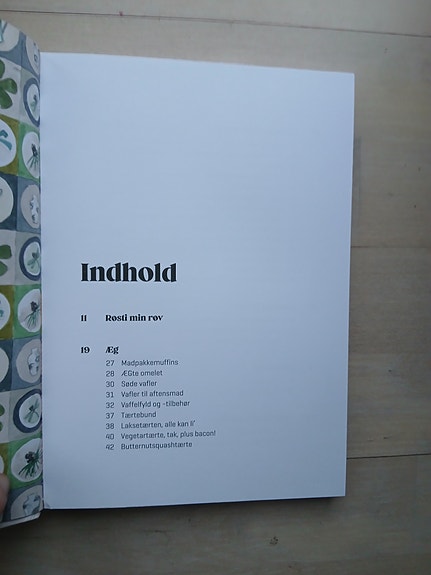 Indhold
11 Røsti min røv
19 Æg
27 Madpakkemuffins
28 ÆGte omelet
30 Søde vafler
31 Vafler til aftensmad
32 Vaffelfyld og -tilbehør
37 Tærtebund
38 Laksetærten, alle kan li'
40 Vegetartærte, tak, plus bacon!
42 Butternutsquashtærte